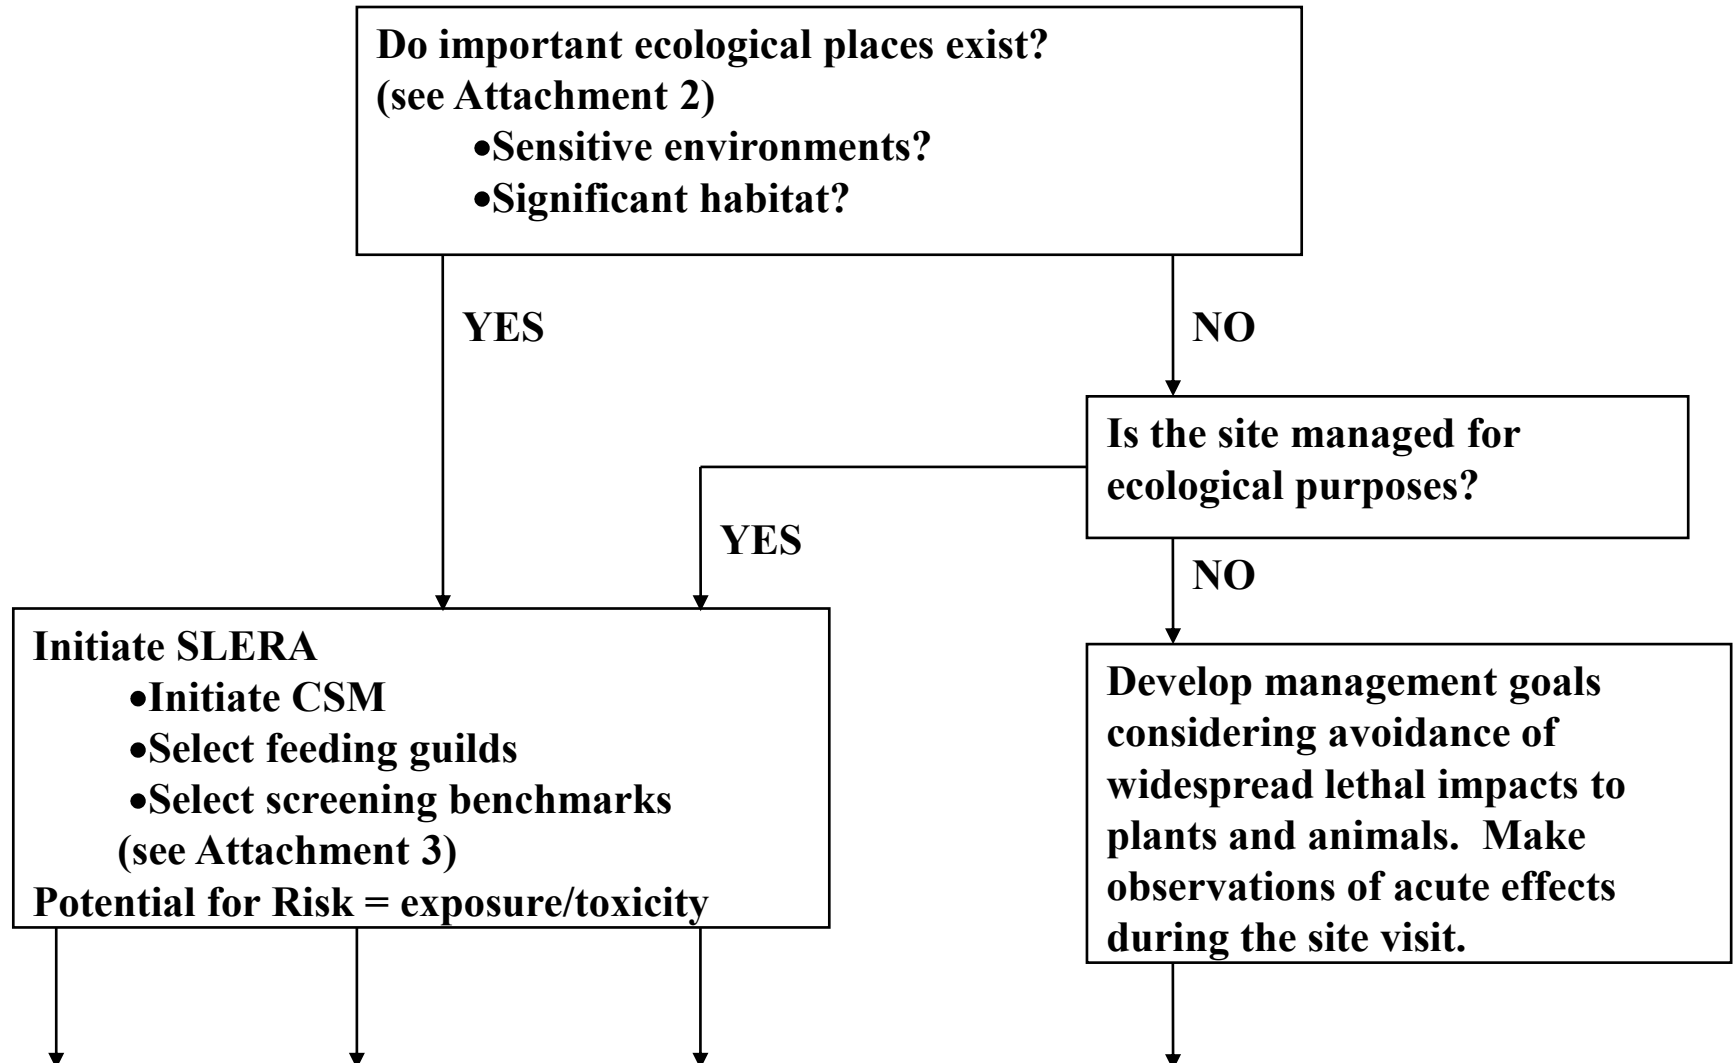 Do important ecological places exist?
(see Attachment 2)
•Sensitive environments?
•Significant habitat?
YES
NO
Is the site managed for
ecological purposes?
YES
NO
Initiate SLERA
•Initiate CSM
•Select feeding guilds
•Select screening benchmarks
(see Attachment 3)
Potential for Risk = exposure/toxicity
Develop management goals
considering avoidance of
widespread lethal impacts to
plants and animals.  Make
observations of acute effects
during the site visit.